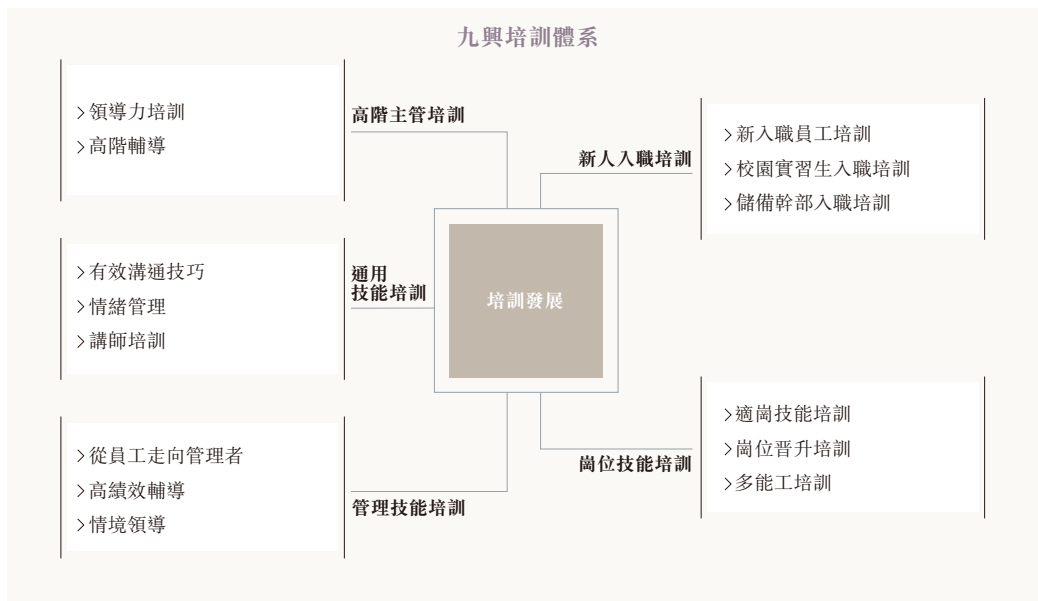 九興培訓體系
高階主管培訓
>領導力培訓
>高階輔導
新人入職培訓
>新入職員工培訓
>校園實習生入職培訓
>儲備幹部入職培訓
通用
技能培訓
>有效溝通技巧
>情緒管理
>講師培訓
培訓發展
管理技能培訓
>從員工走向管理者
>高績效輔導
>情境領導
崗位技能培訓
>適崗技能培訓
>崗位晋升培訓
>多能工培訓